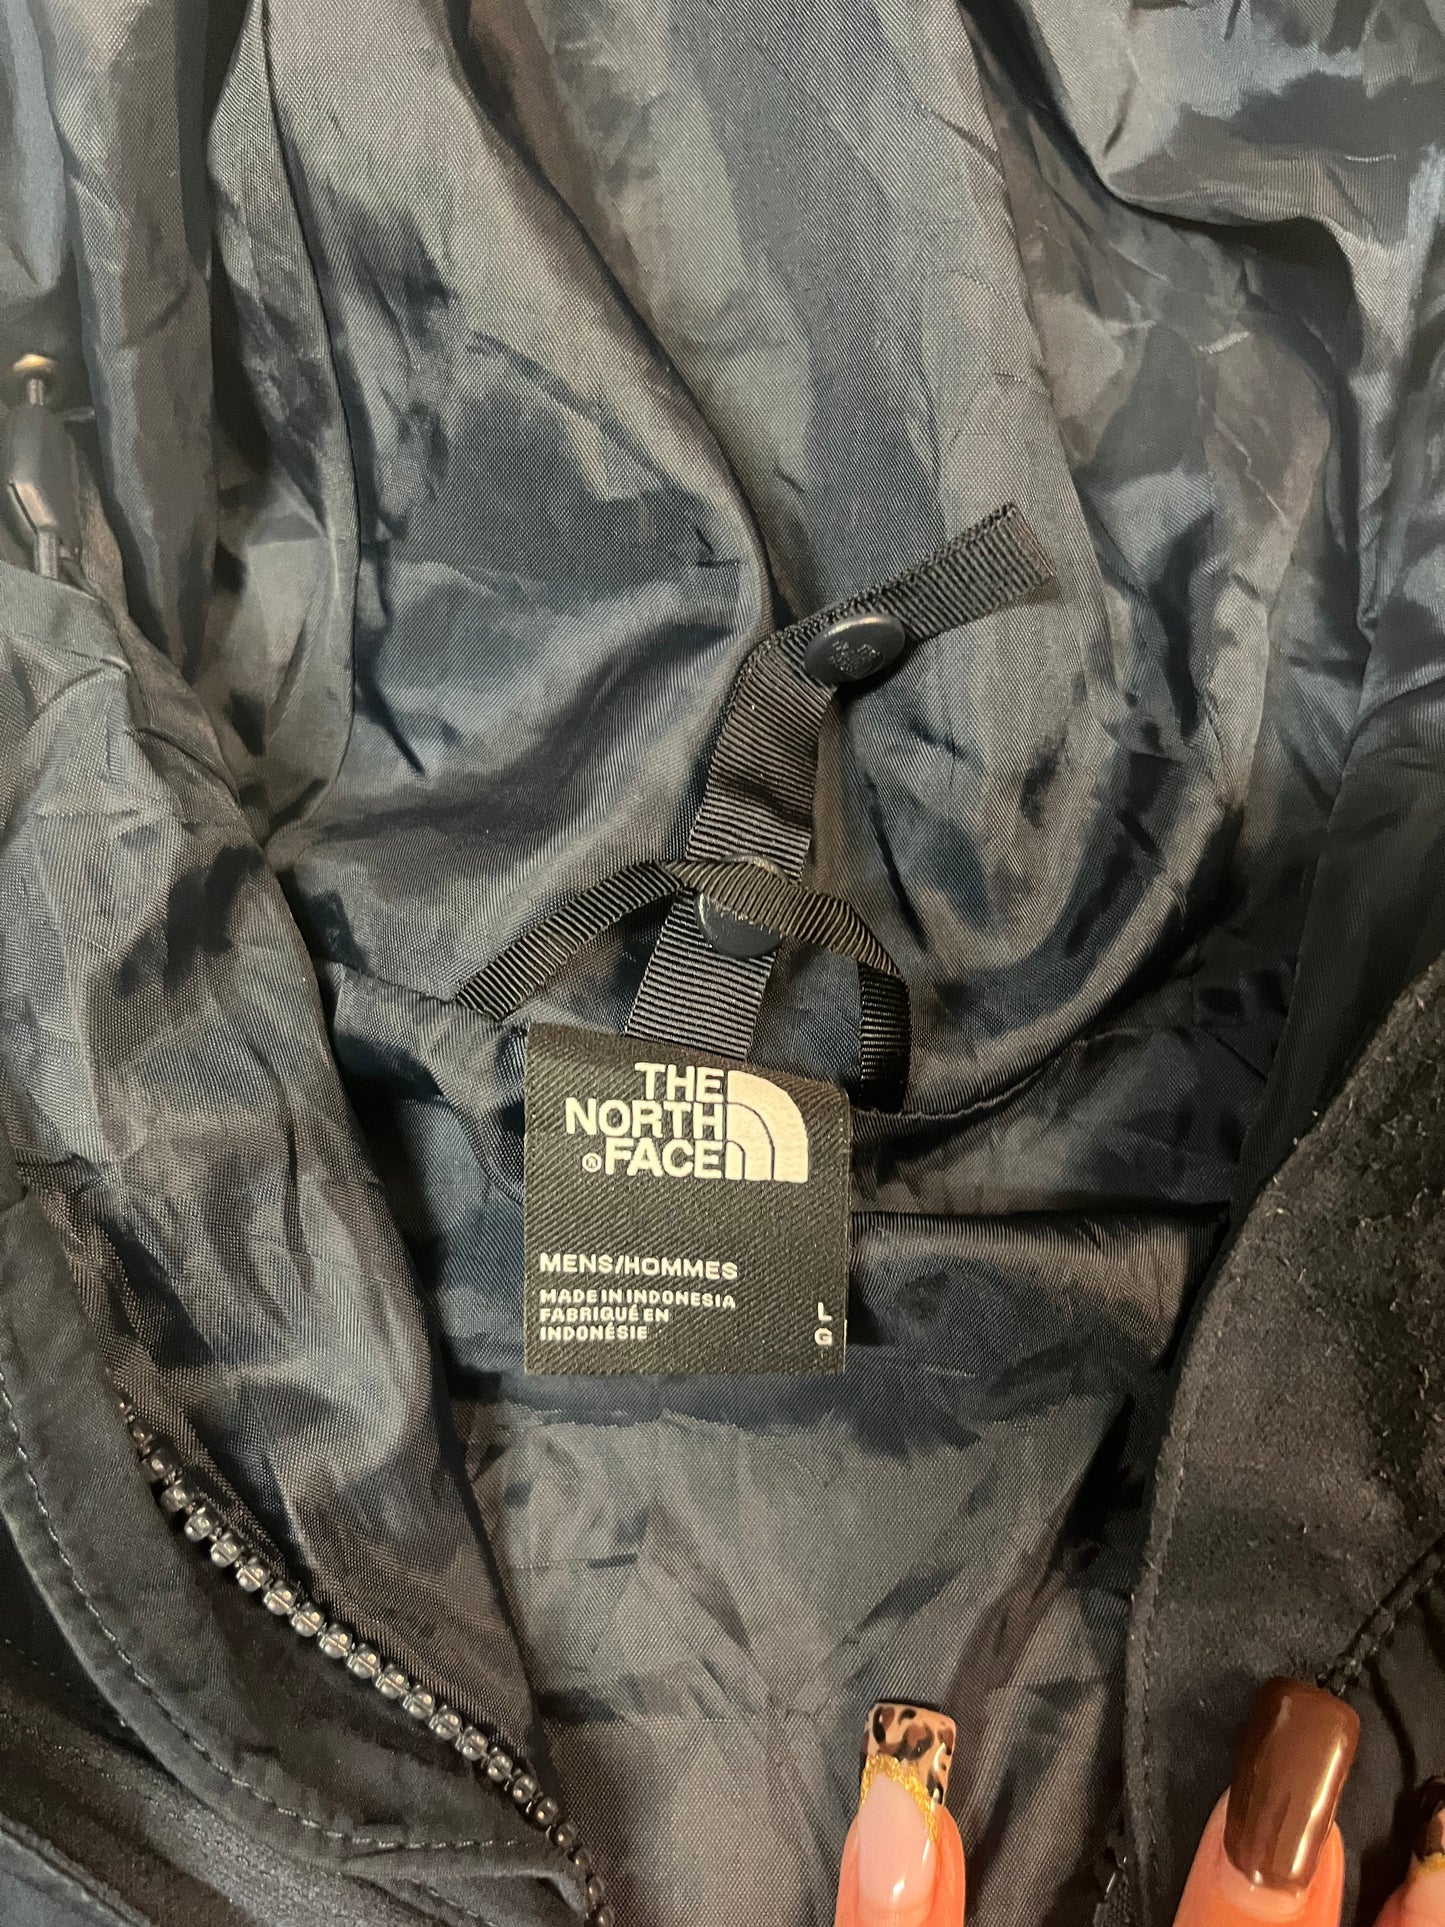 THE
NORTH
® FACE
MENS/HOMMES
MADE IN INDONESIA
FABRIQUÉ EN
INDONÉSIE
L
G